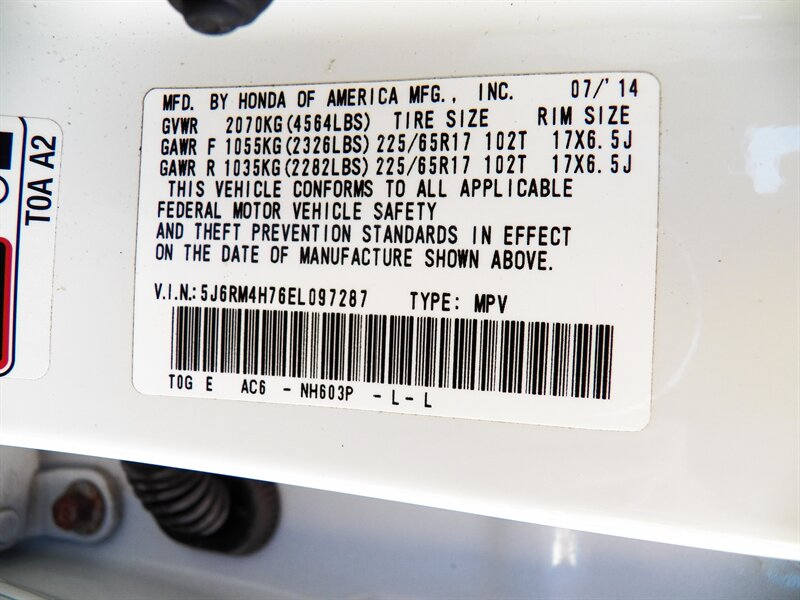 MFD. BY HONDA OF AMERICA MFG., INC. 07/'14
GVWR 2070KG(4564LBS) TIRE SIZE RIM SIZE
GAWR F 1055KG(2326LBS) 225/65R17 102T 17X6.5J
GAWR R 1035KG(2282LBS) 225/65R17 102T 17X6.5J
THIS VEHICLE CONFORMS TO ALL APPLICABLE
FEDERAL MOTOR VEHICLE SAFETY
AND THEFT PREVENTION STANDARDS IN EFFECT
ON THE DATE OF MANUFACTURE SHOWN ABOVE.
V.I.N.: 5J6RM4H76EL097287 TYPE: MPV
T0G E AC6 - NH603P - L - L
T0A A2